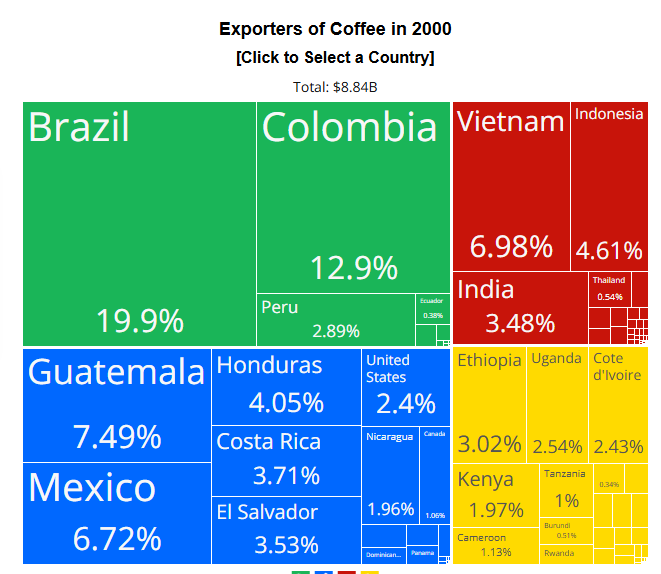 Exporters of Coffee in 2000
[Click to Select a Country]
Total: $8.84B
Brazil
19.9%
Colombia
12.9%
Peru
2.89%
Ecuador
0.38%
Vietnam
6.98%
Indonesia
4.61%
India
3.48%
Thailand
0.54%
Guatemala
7.49%
Mexico
6.72%
Honduras
4.05%
Costa Rica
3.71%
El Salvador
3.53%
United
States
2.4%
Nicaragua
1.96%
Canada
1.06%
Dominican...
Panama
Ethiopia
3.02%
Uganda
2.54%
Cote
d'Ivoire
2.43%
Kenya
1.97%
Cameroon
1.13%
Tanzania
1%
Burundi
0.51%
Rwanda
0.34%